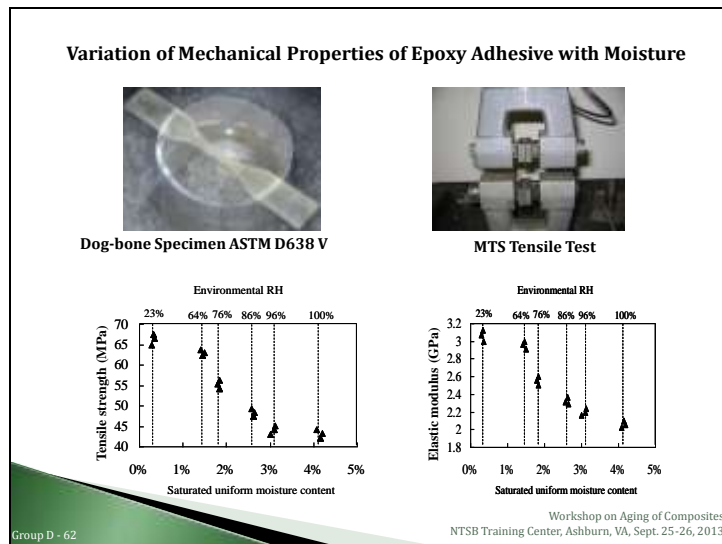 Variation of Mechanical Properties of Epoxy Adhesive with Moisture
Dog-bone Specimen ASTM D638 V
MTS Tensile Test
Environmental RH
23% 64% 76% 86% 96% 100%
Tensile strength (MPa)
70
65
60
55
50
45
40
0% 1% 2% 3% 4% 5%
Saturated uniform moisture content
Environmental RH
23% 64% 76% 86% 96% 100%
Elastic modulus (GPa)
3.2
3
2.8
2.6
2.4
2.2
2
1.8
0% 1% 2% 3% 4% 5%
Saturated uniform moisture content
Group D - 62
Workshop on Aging of Composites
NTSB Training Center, Ashburn, VA, Sept. 25-26, 2013